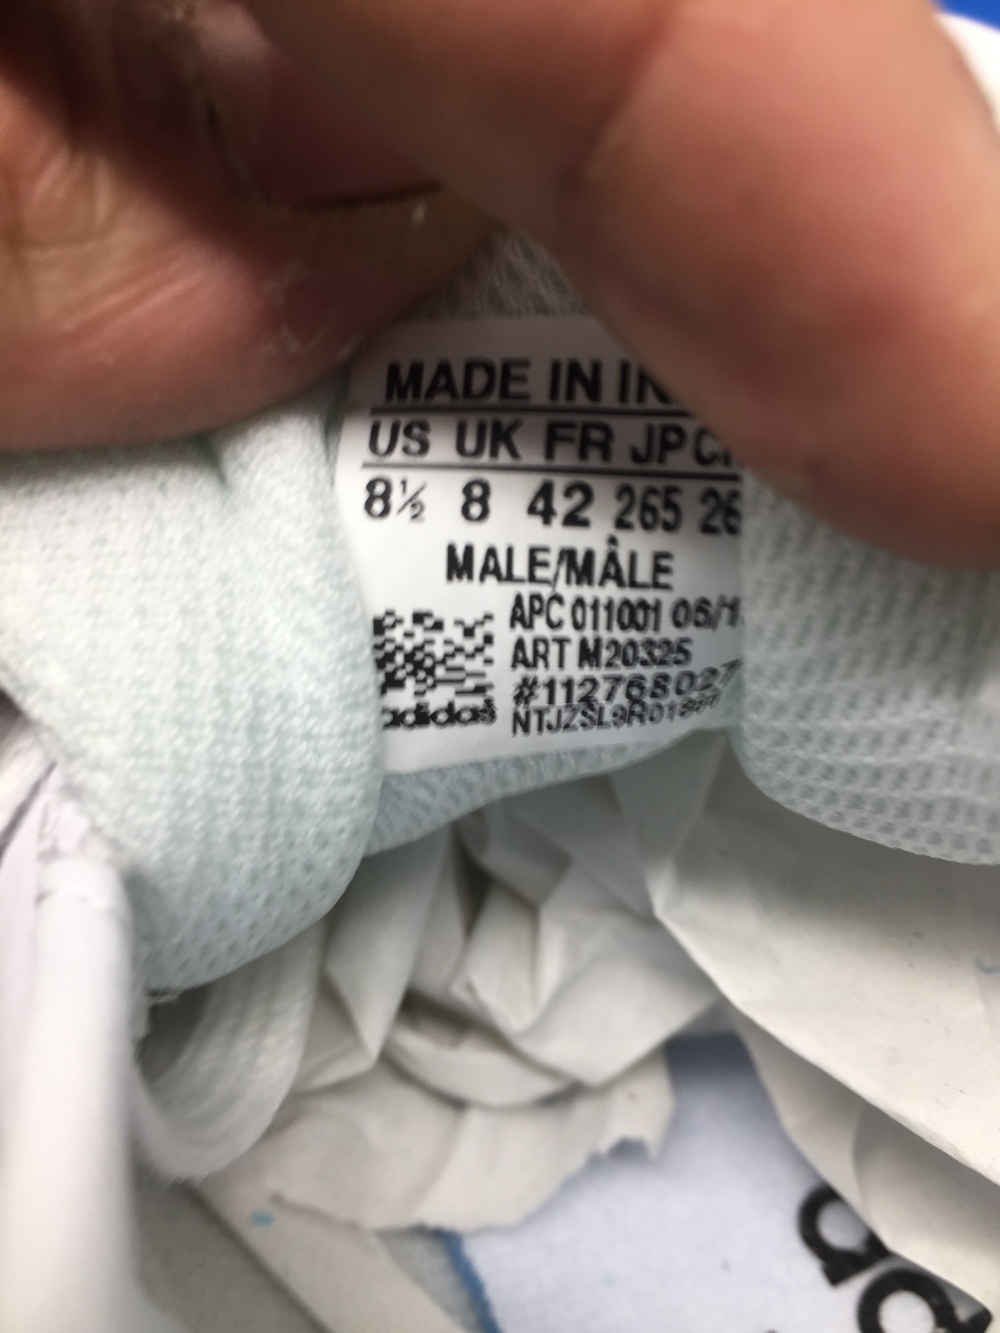 MADE IN IN
US UK FR JP C
8½ 8 42 265 26
MALE/MÂLE
APC 011001 06/1
ART M20325
#112768027
adidas